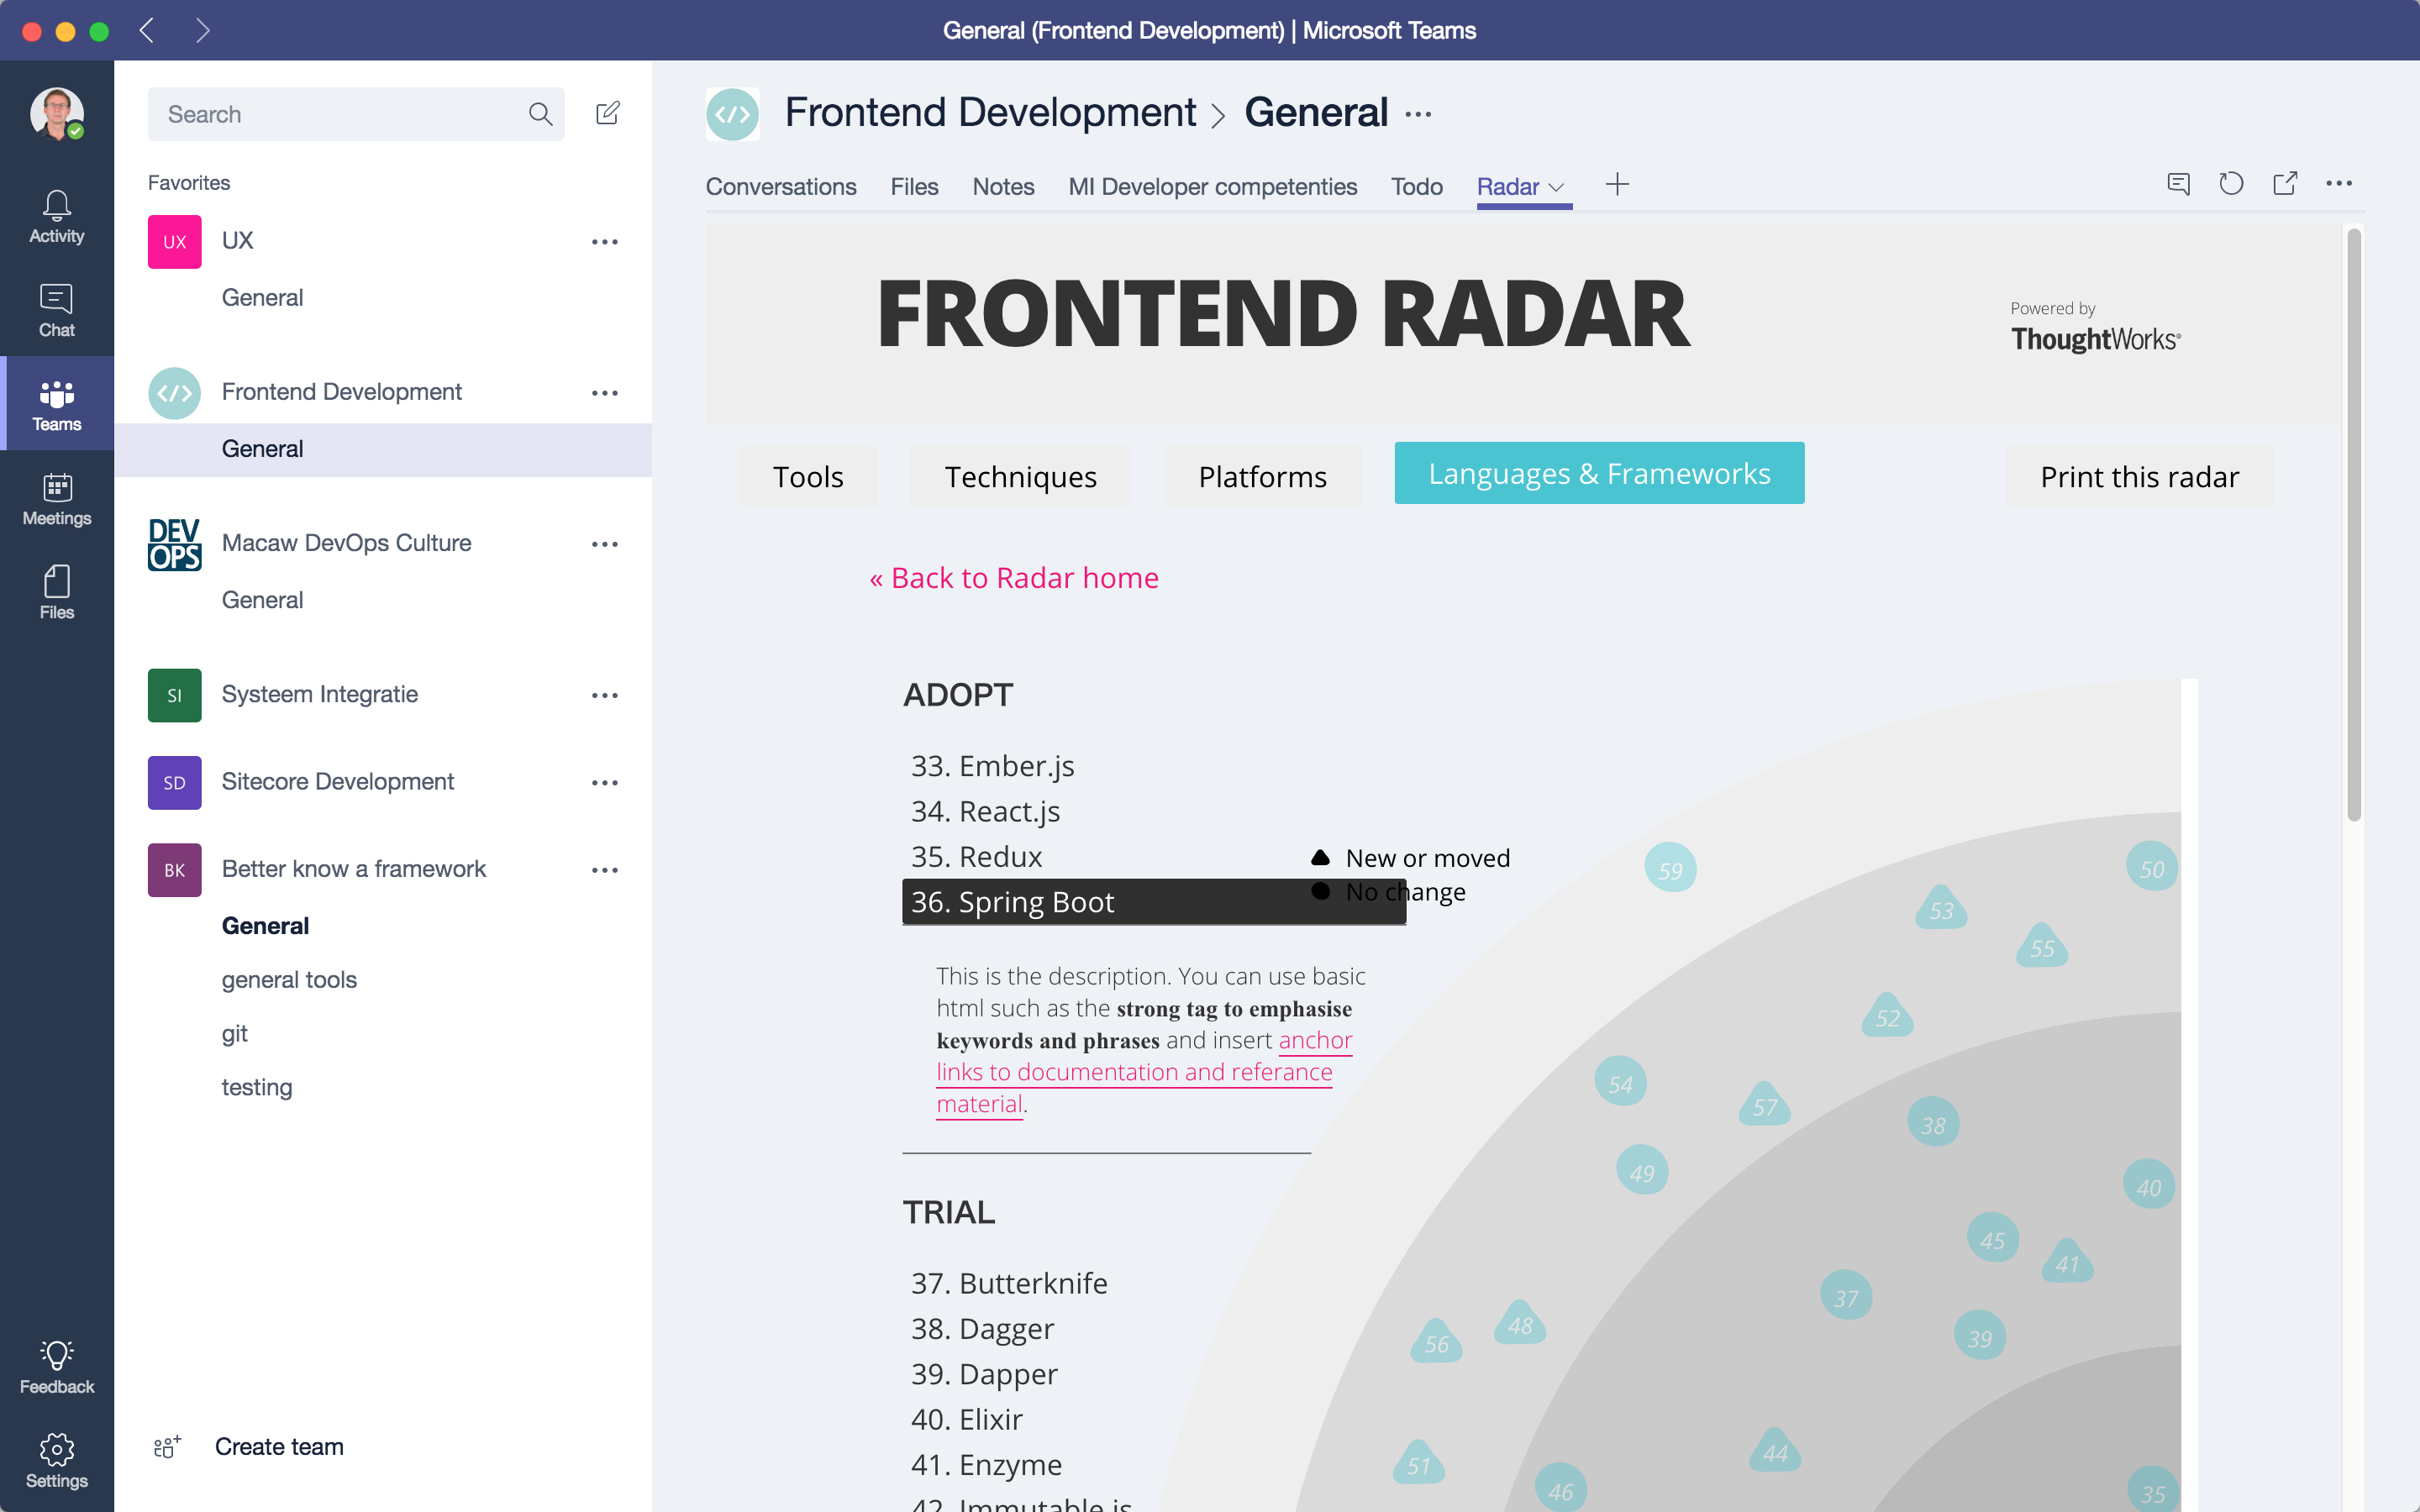 General (Frontend Development) | Microsoft Teams
Activity
Chat
Teams
Meetings
Files
Feedback
Settings
Search
Favorites
UX
UX
General
Frontend Development
General
DEV
OPS
Macaw DevOps Culture
General
SI
Systeem Integratie
SD
Sitecore Development
BK
Better know a framework
General
general tools
git
testing
Create team
</>
Frontend Development > General ...
Conversations Files Notes MI Developer competenties Todo Radar
FRONTEND RADAR
Powered by
ThoughtWorks®
Tools Techniques Platforms Languages & Frameworks Print this radar
« Back to Radar home
ADOPT
33. Ember.js
34. React.js
35. Redux
36. Spring Boot
This is the description. You can use basic
html such as the strong tag to emphasise
keywords and phrases and insert anchor
links to documentation and referance
material.
TRIAL
37. Butterknife
38. Dagger
39. Dapper
40. Elixir
41. Enzyme
42. Immutable.js
New or moved
No change
59
50
53
55
52
54
57
38
49
40
45
41
37
39
48
56
44
51
46
35